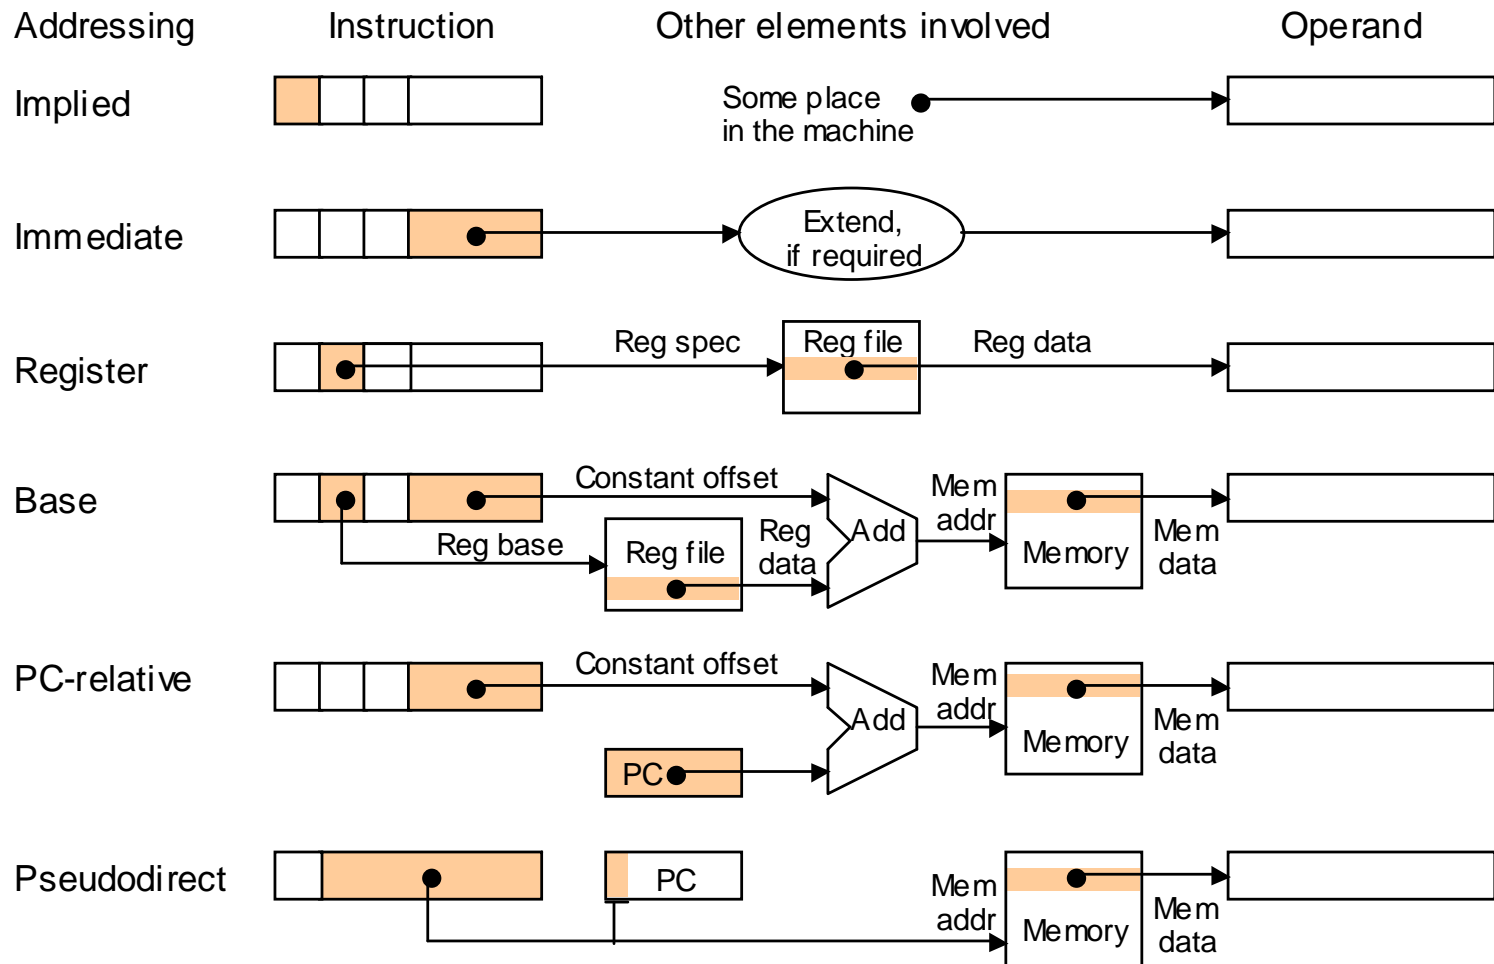 Addressing Instruction Other elements involved Operand
Implied
Some place
in the machine
Immediate
Extend,
if required
Register
Reg spec
Reg file
Reg data
Base
Constant offset
Reg base
Reg file
Reg
data
Add
Mem
addr
Memory
Mem
data
PC-relative
Constant offset
PC
Add
Mem
addr
Memory
Mem
data
Pseudodirect
PC
Mem
addr
Memory
Mem
data